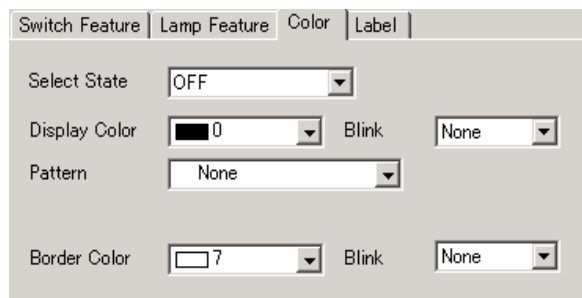 Switch Feature Lamp Feature Color Label
Select State OFF
Display Color 0 Blink None
Pattern None
Border Color 7 Blink None